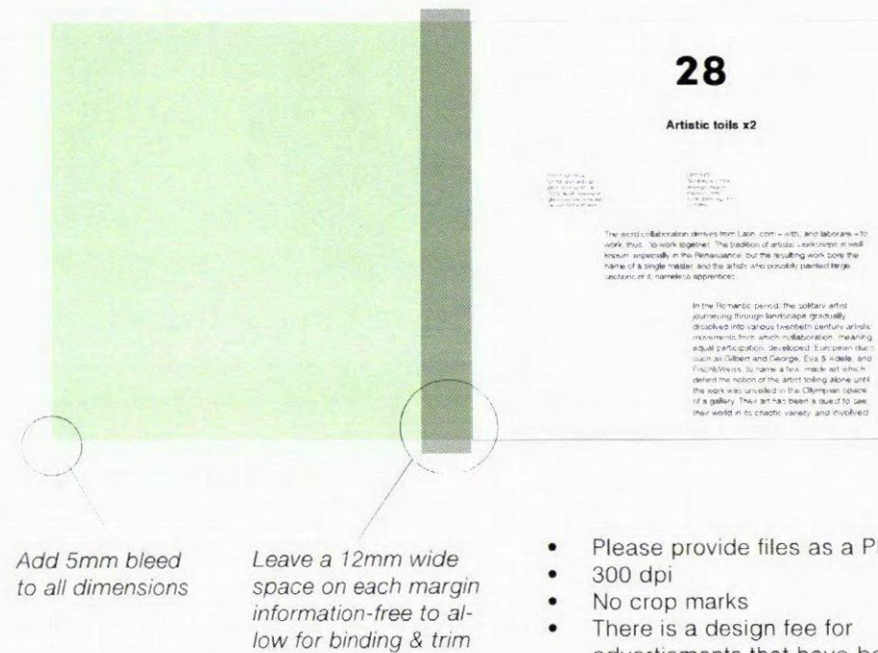 28
Artistic toils x2
The word collaboration derives from Latin: com – with, and laborare – to
work, thus, to work together. The tradition of artistic workshops is well
known, especially in the Renaissance, but the resulting work bore the
name of a single master, and the artists who possibly painted large
sections of it, nameless apprentices.
In the Romantic period, the solitary artist
journeying through landscape gradually
dissolved into various twentieth century artistic
movements from which collaboration, meaning
equal participation, developed. European duos
such as Gilbert and George, Eva & Adele, and
Fischli/Weiss, to name a few, made art which
defied the notion of the artist toiling alone until
the work was unveiled in the Olympian space
of a gallery. Their art has been a quest to see
their world in its chaotic variety, and involved
Add 5mm bleed
to all dimensions
Leave a 12mm wide
space on each margin
information-free to al-
low for binding & trim
• Please provide files as a P
• 300 dpi
• No crop marks
• There is a design fee for